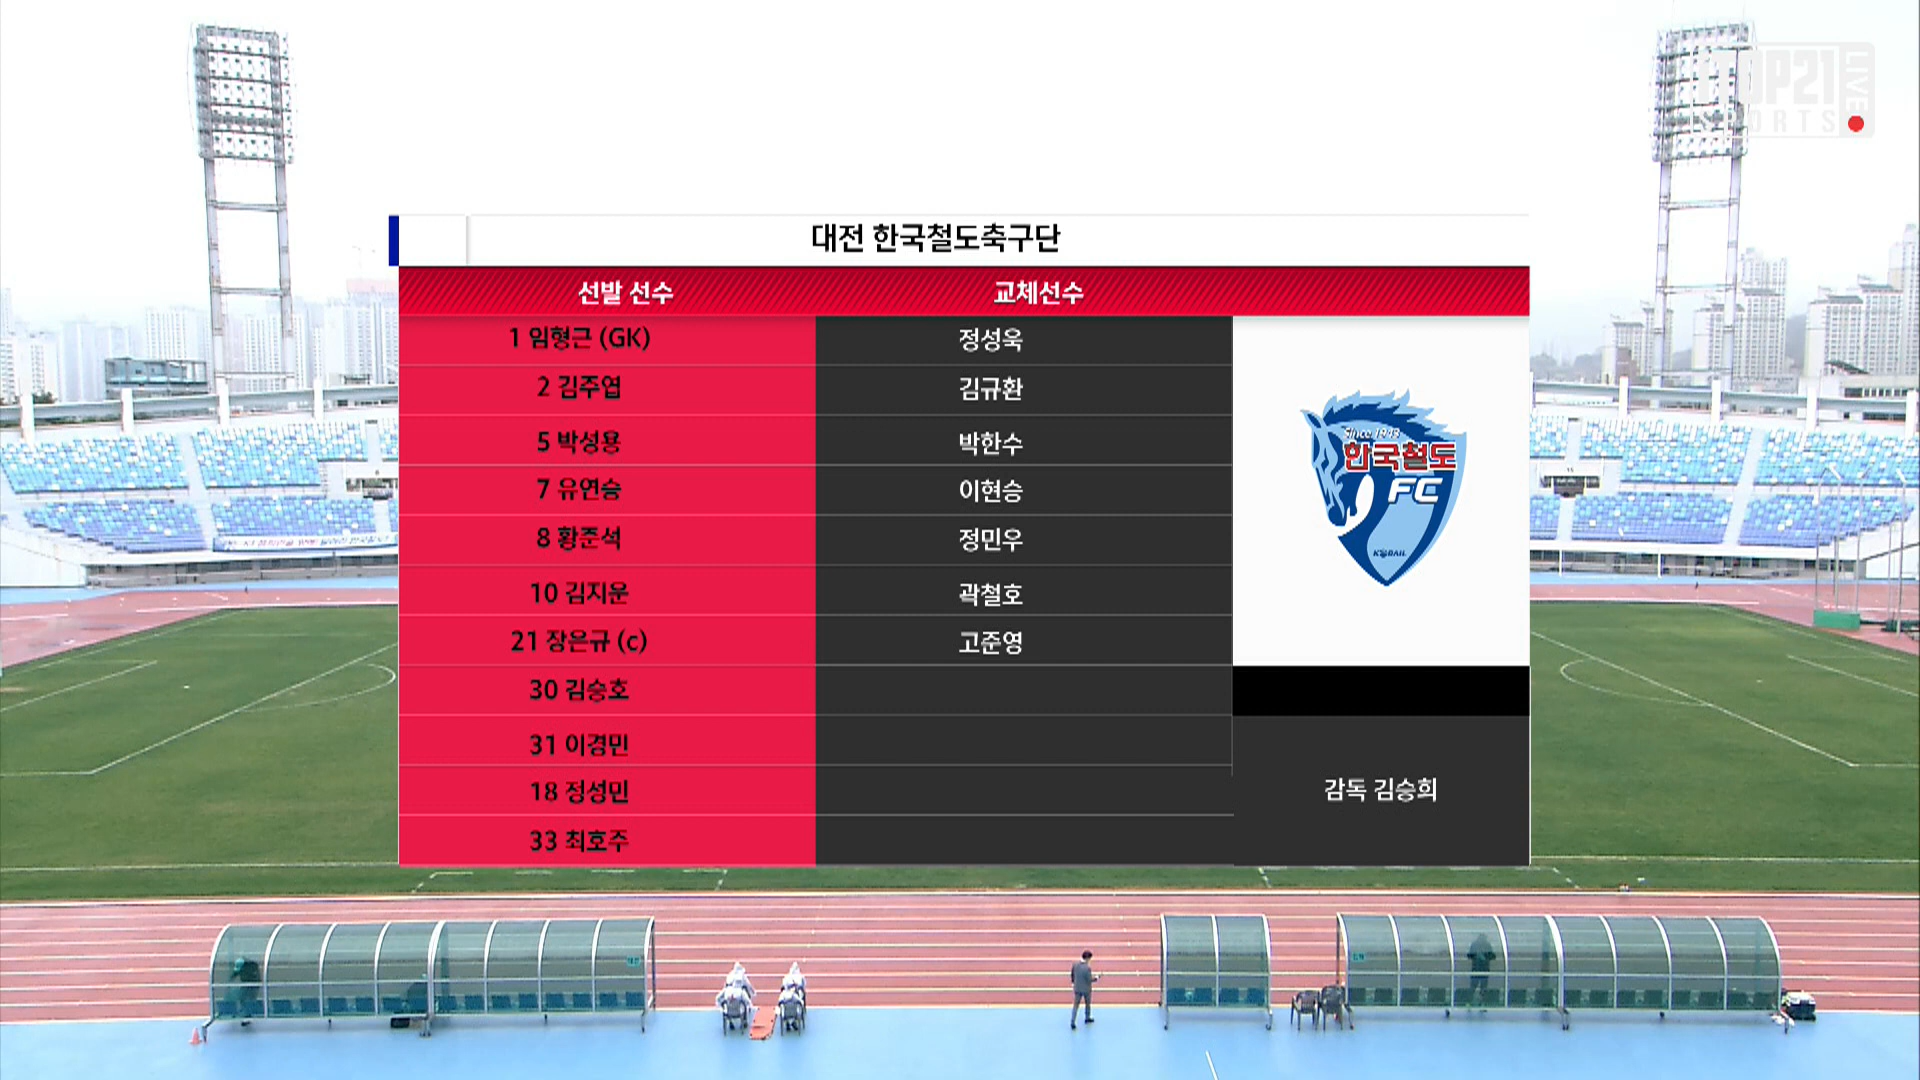 TOP21
LIVE
SPORTS
대전 한국철도축구단
선발 선수
교체선수
1 임형근 (GK)
정성욱
2 김주엽
김규환
5 박성용
박한수
7 유연승
이현승
8 황준석
정민우
10 김지운
곽철호
21 장은규 (c)
고준영
30 김승호
31 이경민
18 정성민
33 최호주
Since 1943
한국철도
FC
KORAIL
감독 김승희